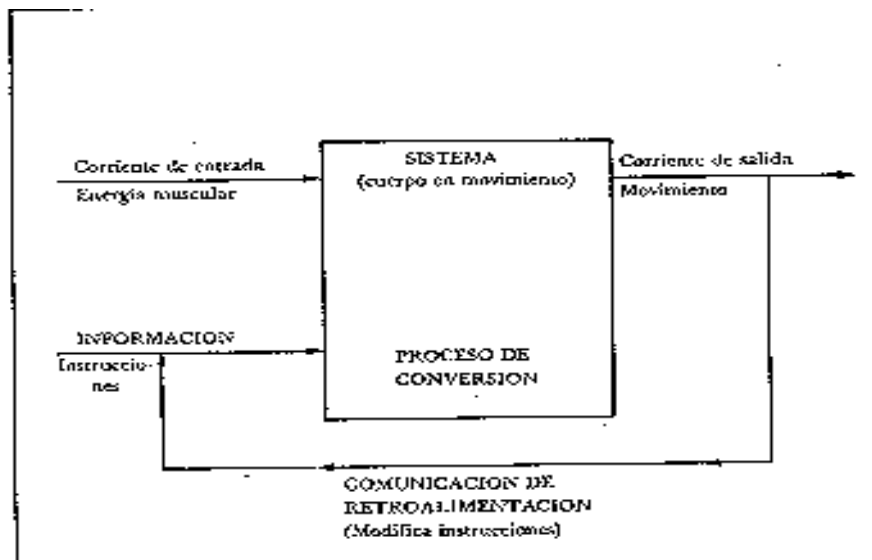 Corriente de entrada
Energía muscular
SISTEMA
(cuerpo en movimiento)
Corriente de salida
Movimiento
INFORMACION
Instruccio-
nes
PROCESO DE
CONVERSION
COMUNICACION DE
RETROALIMENTACION
(Modifica instrucciones)